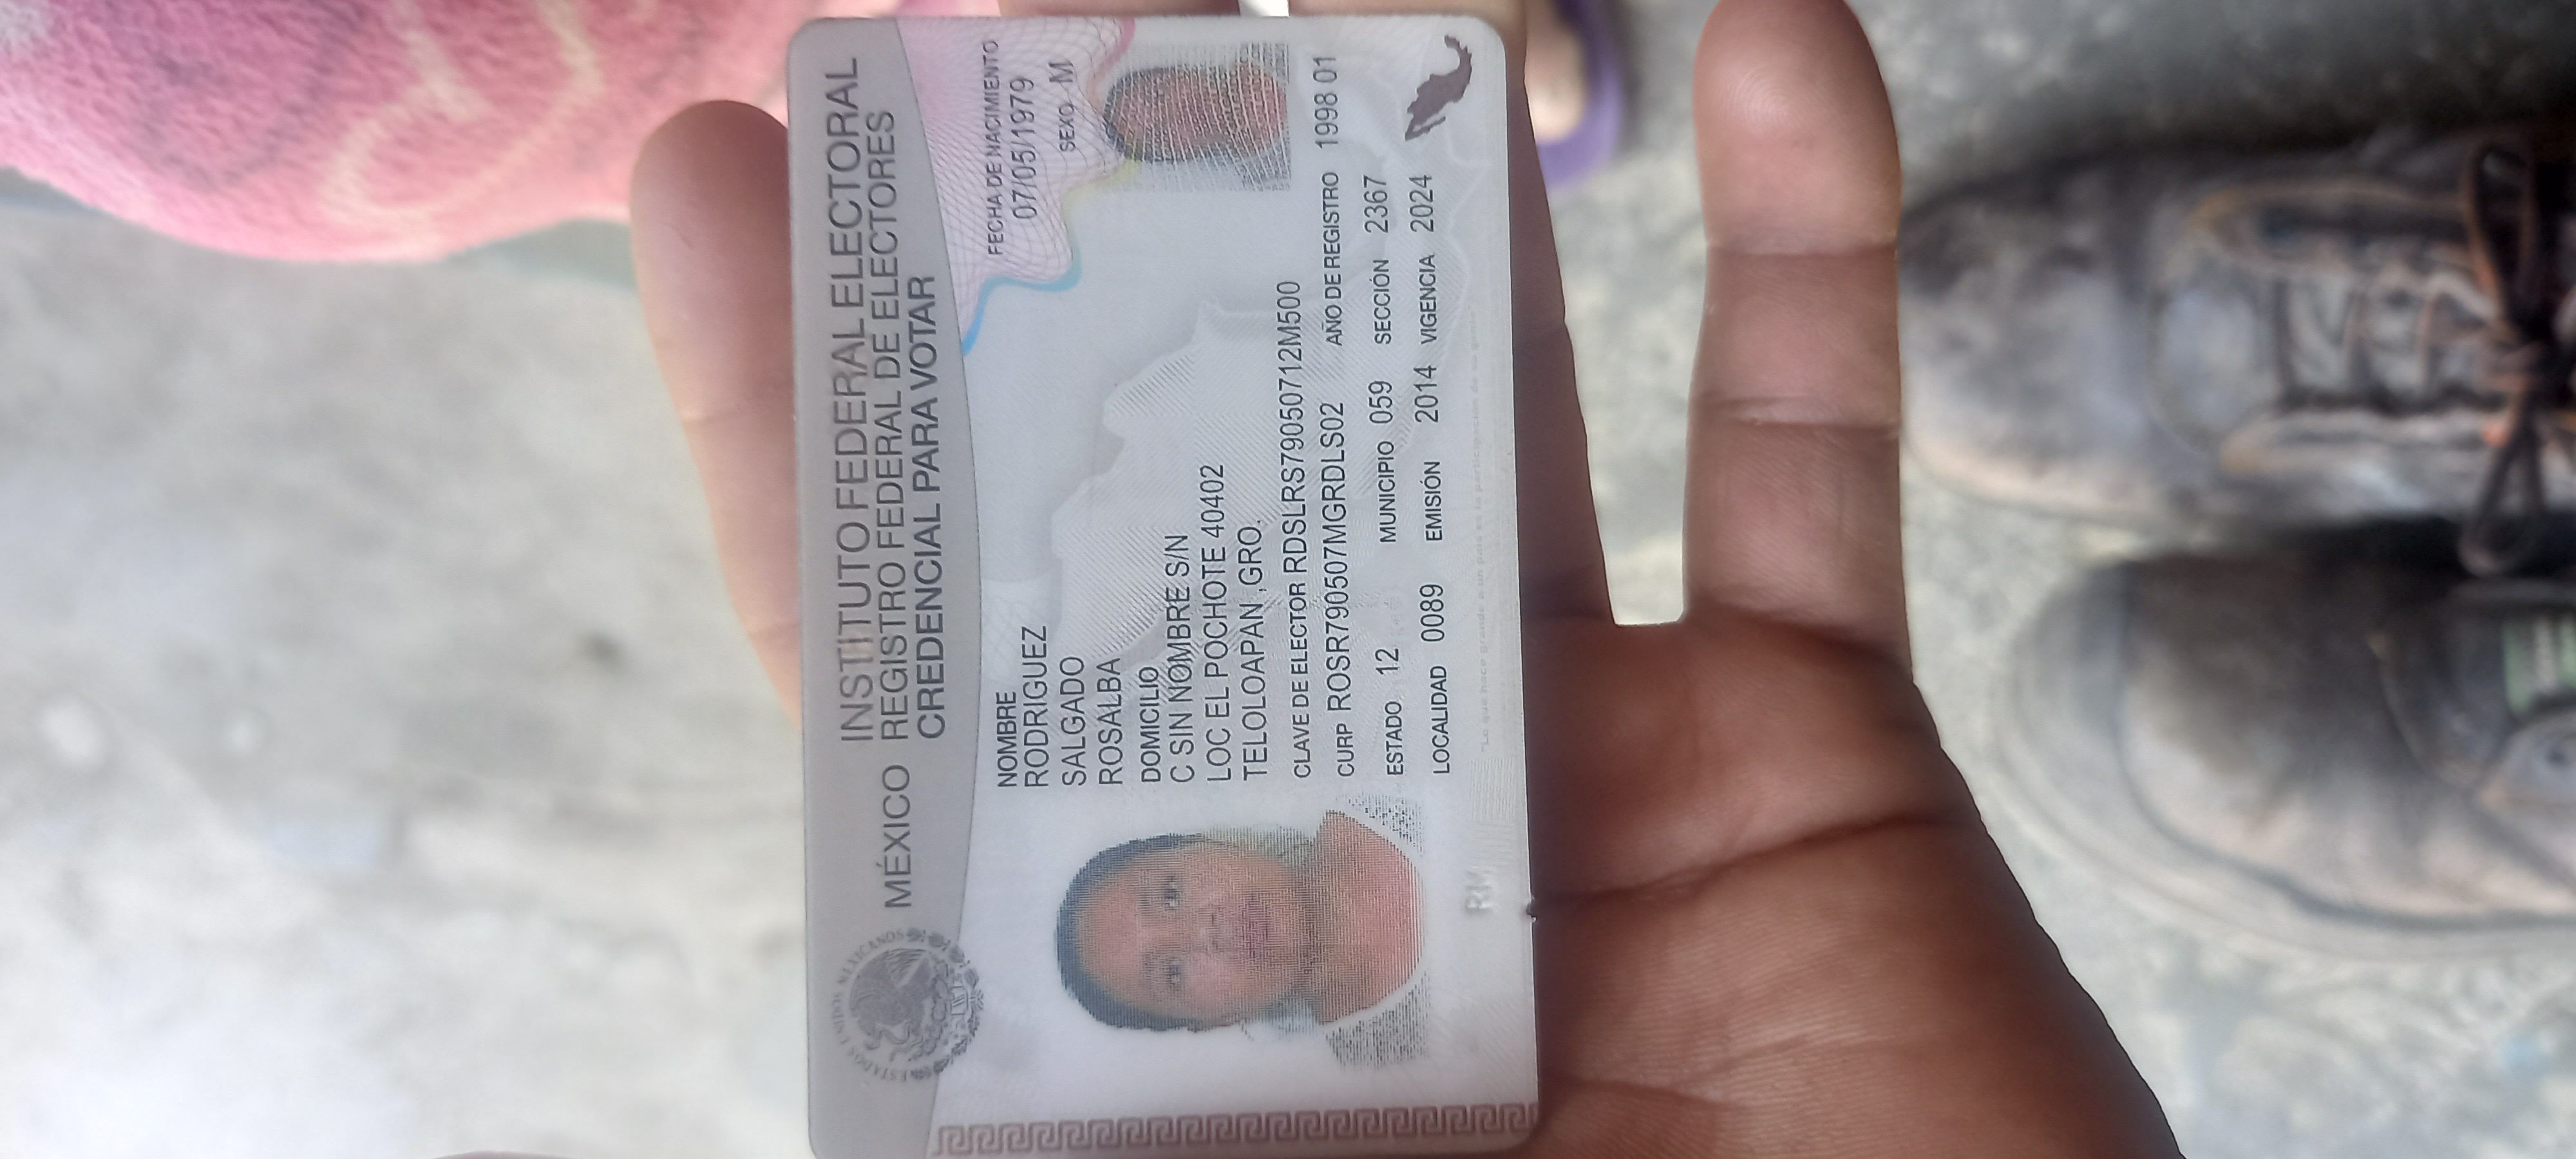 ESTADOS UNIDOS MEXICANOS
MÉXICO
INSTITUTO FEDERAL ELECTORAL
REGISTRO FEDERAL DE ELECTORES
CREDENCIAL PARA VOTAR
NOMBRE
RODRIGUEZ
SALGADO
ROSALBA
FECHA DE NACIMIENTO
07/05/1979
SEXO M
DOMICILIO
C SIN NOMBRE S/N
LOC EL POCHOTE 40402
TELOLOAPAN ,GRO.
CLAVE DE ELECTOR RDSLRS79050712M500
CURP ROSR790507MGRDLS02 AÑO DE REGISTRO 1998 01
ESTADO 12 MUNICIPIO 059 SECCIÓN 2367
LOCALIDAD 0089 EMISIÓN 2014 VIGENCIA 2024
RM
"Lo que hace grande a un país es la participación de su gente"